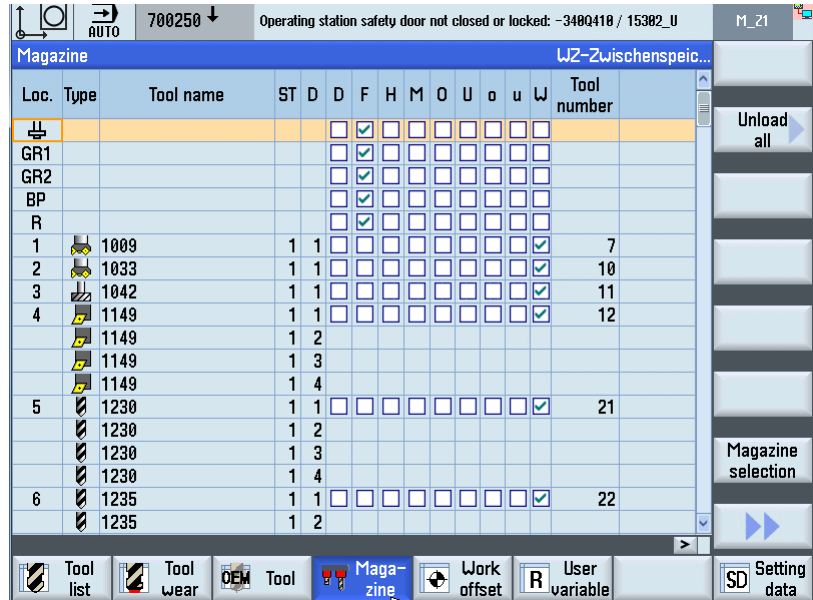 AUTO
700250
Operating station safety door not closed or locked: -340Q410 / 15302_U
M_Z1
Magazine
WZ-Zwischenspeic...
Loc. Type Tool name ST D D F H M O U o u W Tool number
GR1
GR2
BP
R
1 1009 1 1 7
2 1033 1 1 10
3 1042 1 1 11
4 1149 1 1 12
1149 1 2
1149 1 3
1149 1 4
5 1230 1 1 21
1230 1 2
1230 1 3
1230 1 4
6 1235 1 1 22
1235 1 2
Unload
all
Magazine
selection
Tool
list
Tool
wear
OEM Tool
Maga-
zine
Work
offset
R User
variable
SD Setting
data